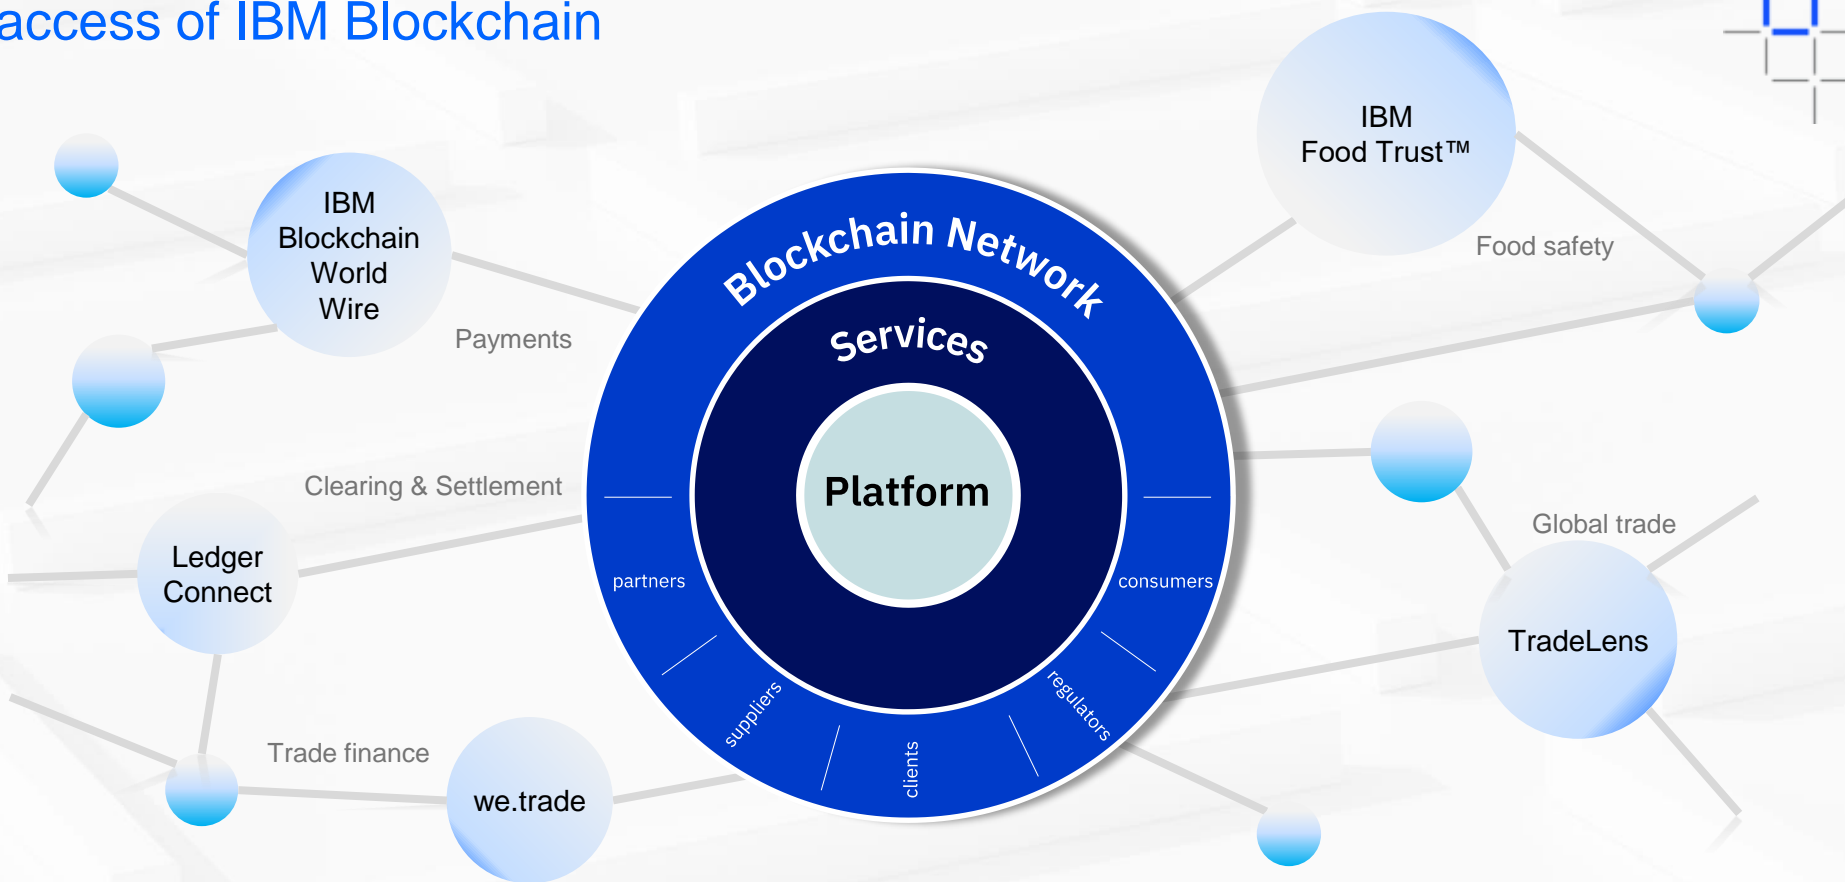 access of IBM Blockchain
IBM
Blockchain
World
Wire
Payments
IBM
Food Trust™
Food safety
Blockchain Network
Services
Platform
partners
suppliers
clients
regulators
consumers
Clearing & Settlement
Ledger
Connect
Global trade
TradeLens
Trade finance
we.trade